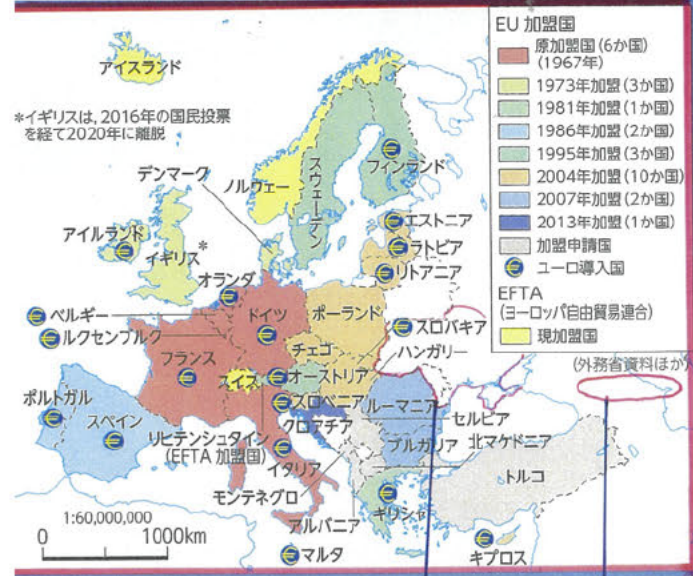 EU 加盟国
原加盟国(6か国)
(1967年)
1973年加盟(3か国)
1981年加盟(1か国)
1986年加盟(2か国)
1995年加盟(3か国)
2004年加盟(10か国)
2007年加盟(2か国)
2013年加盟(1か国)
加盟申請国
ユーロ導入国
EFTA
(ヨーロッパ自由貿易連合)
現加盟国
(外務省資料ほか)
アイスランド
*イギリスは,2016年の国民投票
を経て2020年に離脱
デンマーク
ノルウェー
スウェーデン
フィンランド
アイルランド
イギリス*
オランダ
エストニア
ラトビア
リトアニア
ベルギー
ルクセンブルク
ドイツ
ポーランド
スロバキア
チェコ
ハンガリー
フランス
スイス
オーストリア
スロベニア
ポルトガル
スペイン
クロアチア
ルーマニア
セルビア
リヒテンシュタイン
(EFTA 加盟国)
ブルガリア
北マケドニア
イタリア
トルコ
モンテネグロ
アルバニア
ギリシャ
マルタ
キプロス
1:60,000,000
0 1000km